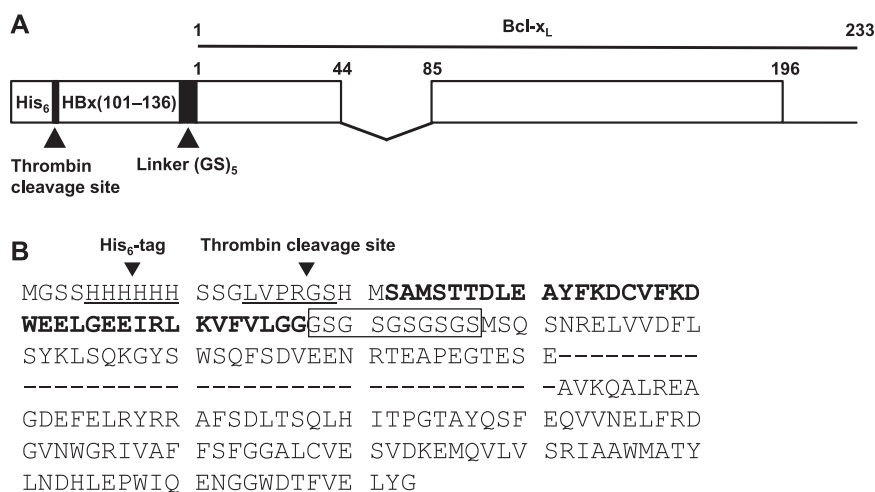 A
1 Bcl-xL 233
1 44 85 196
His6 HBx(101–136)
Thrombin cleavage site
Linker (GS)5
B
His6-tag Thrombin cleavage site
MGSSHHHHHH SSGLVPRGSH MSAMSTTDLE AYFKDCVFKD
WEELGEEIRL KVFVLGGGSG SGSGSGSMSQ SNRELVVDFL
SYKLSQKGYS WSQFSDVEEN RTEAPEGTES E---------
---------- ---------- ---------- -AVKQALREA
GDEFELRYRR AFSDLTSQLH ITPGTAYQSF EQVVNELFRD
GVNWGRIVAF FSFGGALCVE SVDKEMQVLV SRIAAWMATY
LNDHLEPWIQ ENGGWDTFVE LYG